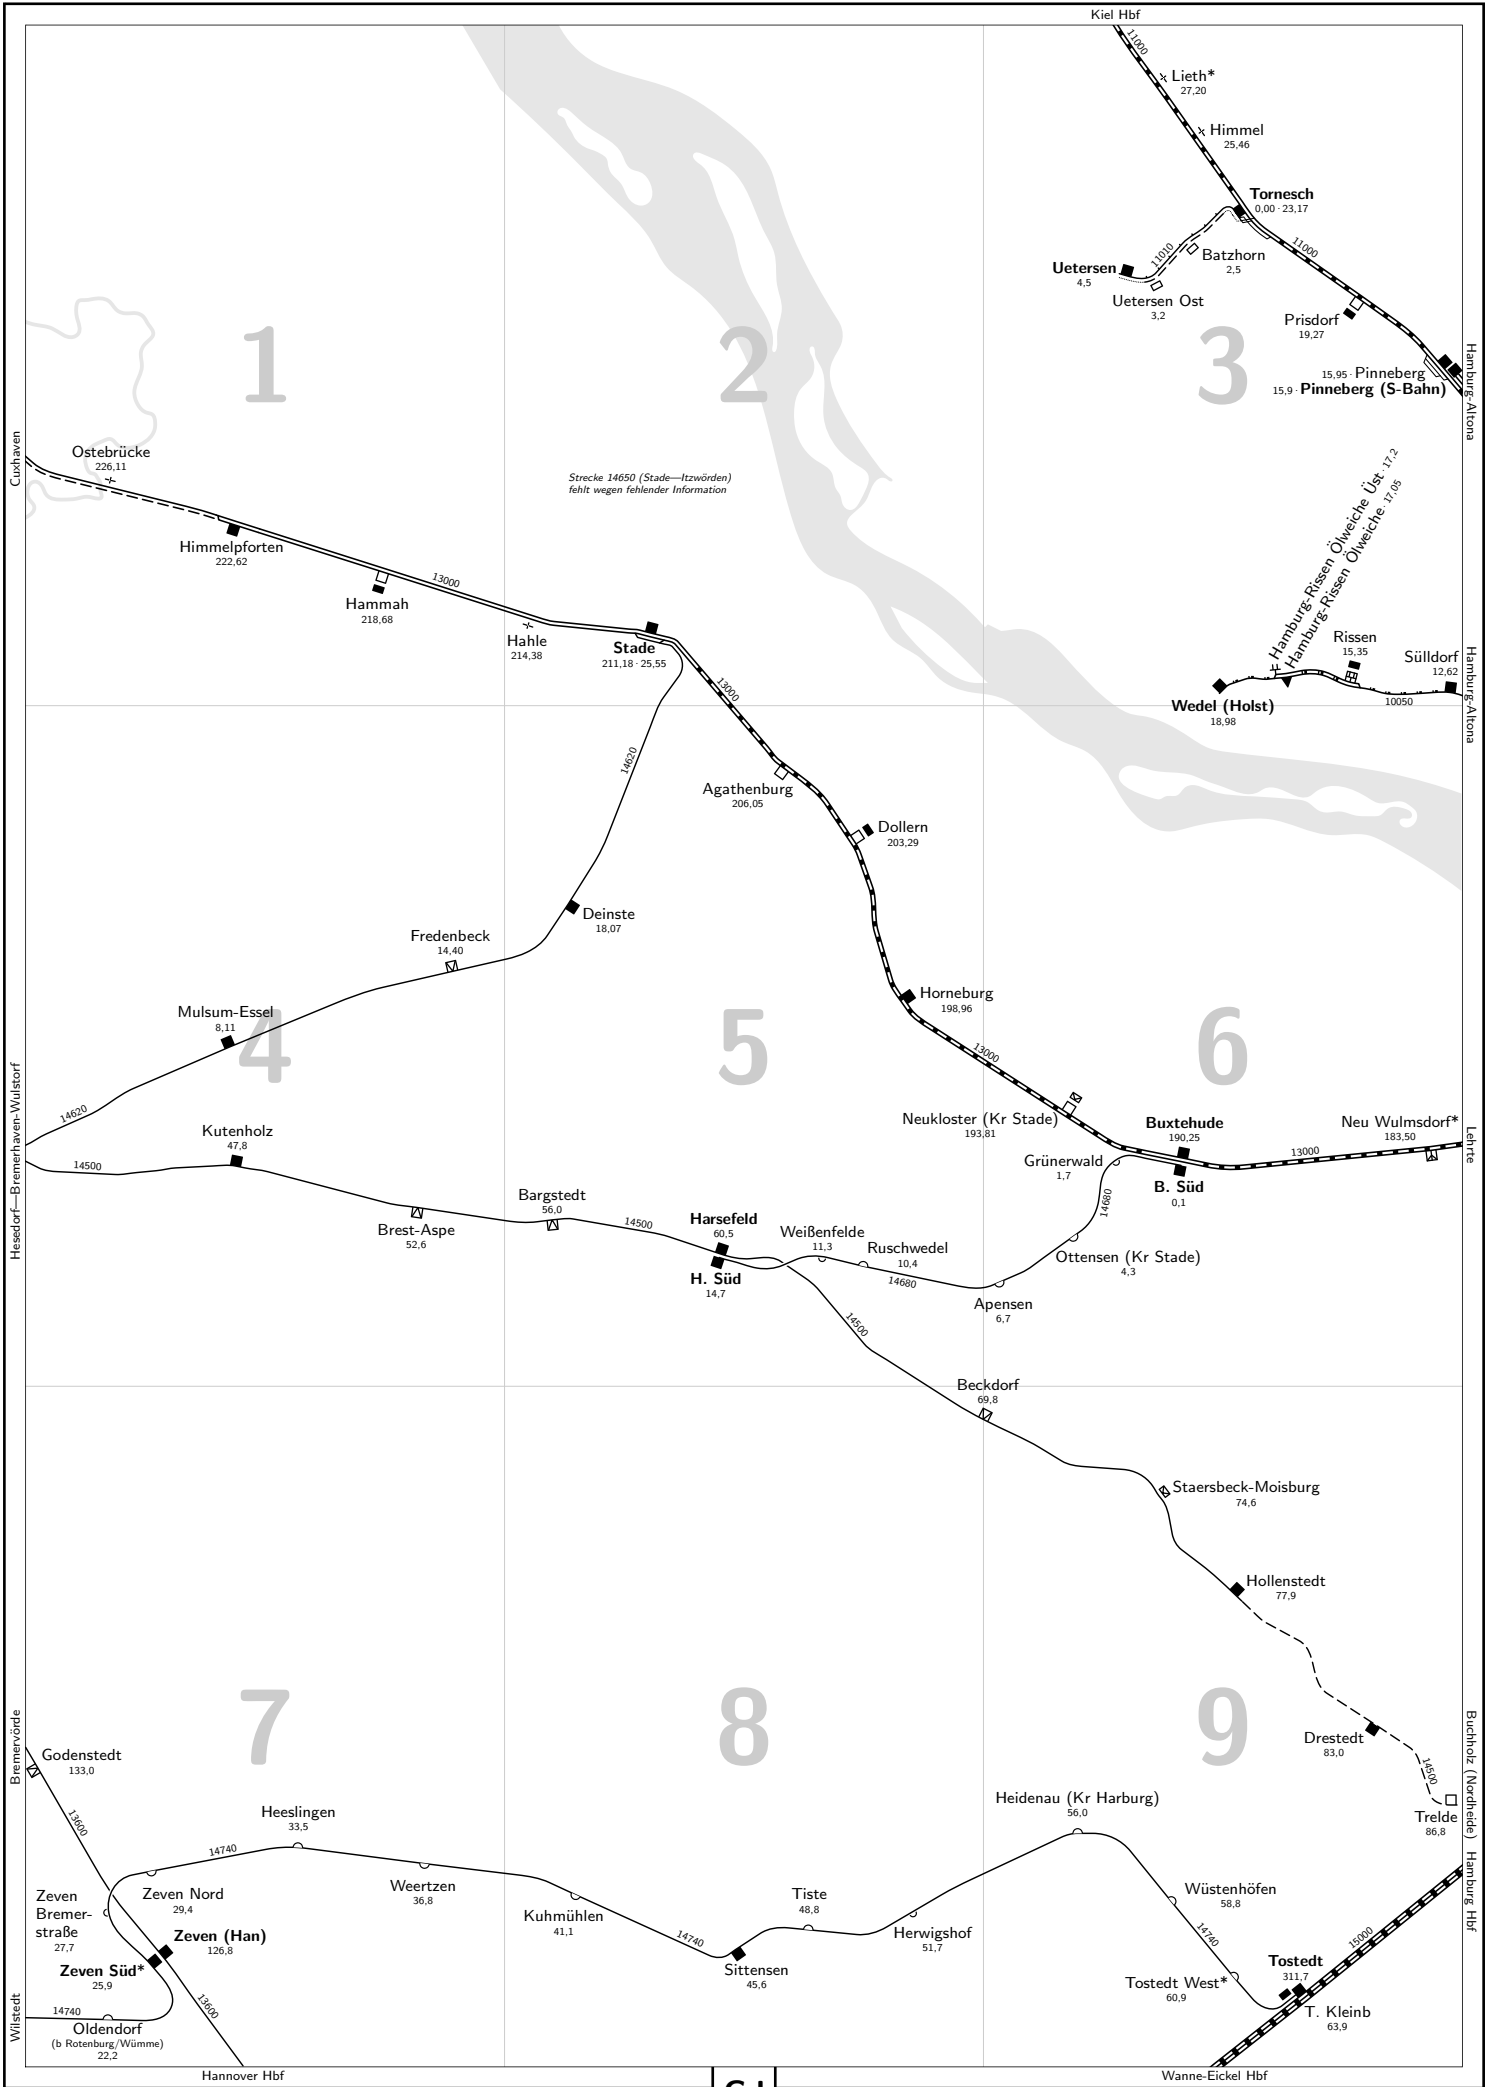 Kiel Hbf
11000
Lieth*
27,20
Himmel
25,46
Tornesch
0,00 · 23,17
11000
11010
Batzhorn
2,5
Uetersen
4,5
Uetersen Ost
3,2
Prisdorf
19,27
15,95 · Pinneberg
15,9 · Pinneberg (S-Bahn)
Hamburg-Altona
1
2
3
Cuxhaven
Ostebrücke
226,11
Strecke 14650 (Stade—Itzwörden)
fehlt wegen fehlender Information
Himmelpforten
222,62
13000
Hammah
218,68
Hahle
214,38
Stade
211,18 · 25,55
13000
Hamburg-Rissen Ölweiche Üst · 17,2
Hamburg-Rissen Ölweiche · 17,05
Rissen
15,35
Sülldorf
12,62
Wedel (Holst)
18,98
10050
Hamburg-Altona
14620
Agathenburg
206,05
Dollern
203,29
Deinste
18,07
Fredenbeck
14,40
Horneburg
198,96
Mulsum-Essel
8,11
4
5
6
13000
Hesedorf—Bremerhaven-Wulstorf
14620
Neukloster (Kr Stade)
193,81
Buxtehude
190,25
Neu Wulmsdorf*
183,50
13000
Lehrte
Kutenholz
47,8
14500
Grünerwald
1,7
B. Süd
0,1
14680
Bargstedt
56,0
Brest-Aspe
52,6
14500
Harsefeld
60,5
H. Süd
14,7
Weißenfelde
11,3
Ruschwedel
10,4
14680
Ottensen (Kr Stade)
4,3
Apensen
6,7
14500
Beckdorf
69,8
Staersbeck-Moisburg
74,6
Hollenstedt
77,9
7
8
9
Drestedt
83,0
14500
Trelde
86,8
Buchholz (Nordheide)
Hamburg Hbf
Bremervörde
Godenstedt
133,0
13600
Heeslingen
33,5
14740
Heidenau (Kr Harburg)
56,0
Zeven Nord
29,4
Zeven
Bremer-
straße
27,7
Weertzen
36,8
Kuhmühlen
41,1
Tiste
48,8
Wüstenhöfen
58,8
Herwigshof
51,7
Zeven (Han)
126,8
Zeven Süd*
25,9
14740
Sittensen
45,6
14740
15000
Tostedt
311,7
Tostedt West*
60,9
T. Kleinb
63,9
Wilstedt
14740
13600
Oldendorf
(b Rotenburg/Wümme)
22,2
Hannover Hbf
Wanne-Eickel Hbf